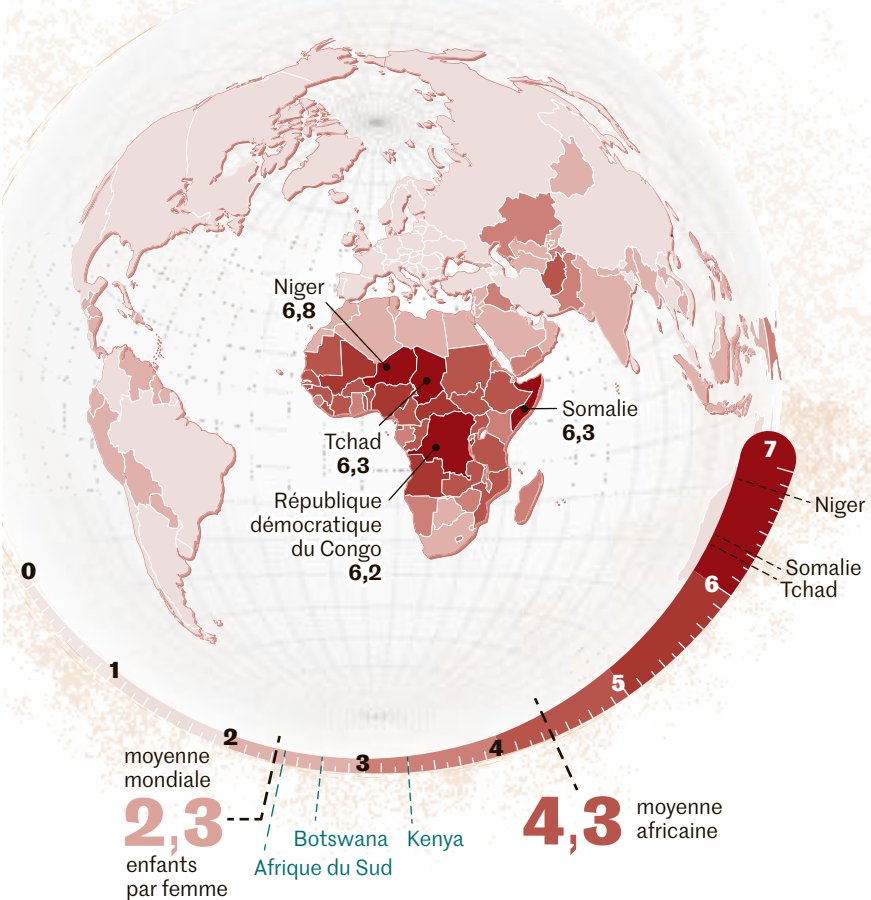 Niger
6,8
Tchad
6,3
Somalie
6,3
République
démocratique
du Congo
6,2
0
1
2
3
4
5
6
7
Niger
Somalie
Tchad
moyenne
mondiale
2,3
enfants
par femme
Botswana
Kenya
Afrique du Sud
4,3
moyenne
africaine